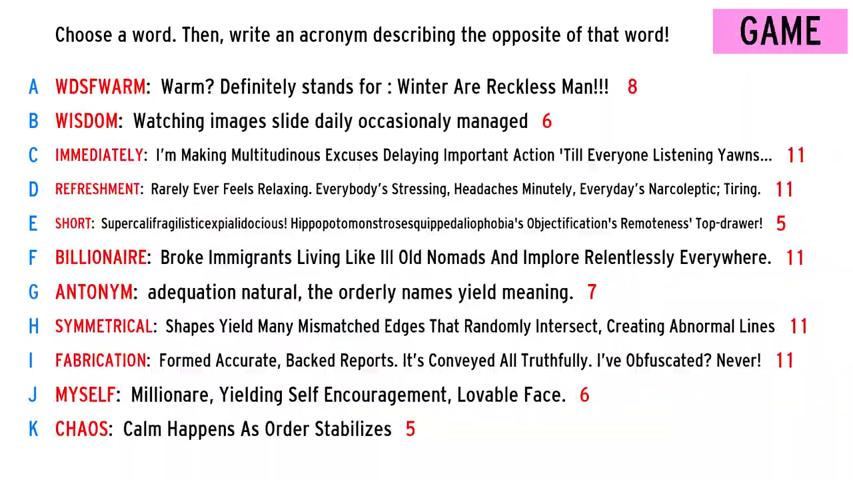 Choose a word. Then, write an acronym describing the opposite of that word!
GAME
A WDSFWARM: Warm? Definitely stands for : Winter Are Reckless Man!!! 8
B WISDOM: Watching images slide daily occasionaly managed 6
C IMMEDIATELY: I'm Making Multitudinous Excuses Delaying Important Action 'Till Everyone Listening Yawns... 11
D REFRESHMENT: Rarely Ever Feels Relaxing. Everybody's Stressing, Headaches Minutely, Everyday's Narcoleptic; Tiring. 11
E SHORT: Supercalifragilisticexpialidocious! Hippopotomonstrosesquippedaliophobia's Objectification's Remoteness' Top-drawer! 5
F BILLIONAIRE: Broke Immigrants Living Like Ill Old Nomads And Implore Relentlessly Everywhere. 11
G ANTONYM: adequation natural, the orderly names yield meaning. 7
H SYMMETRICAL: Shapes Yield Many Mismatched Edges That Randomly Intersect, Creating Abnormal Lines 11
I FABRICATION: Formed Accurate, Backed Reports. It's Conveyed All Truthfully. I've Obfuscated? Never! 11
J MYSELF: Millionare, Yielding Self Encouragement, Lovable Face. 6
K CHAOS: Calm Happens As Order Stabilizes 5